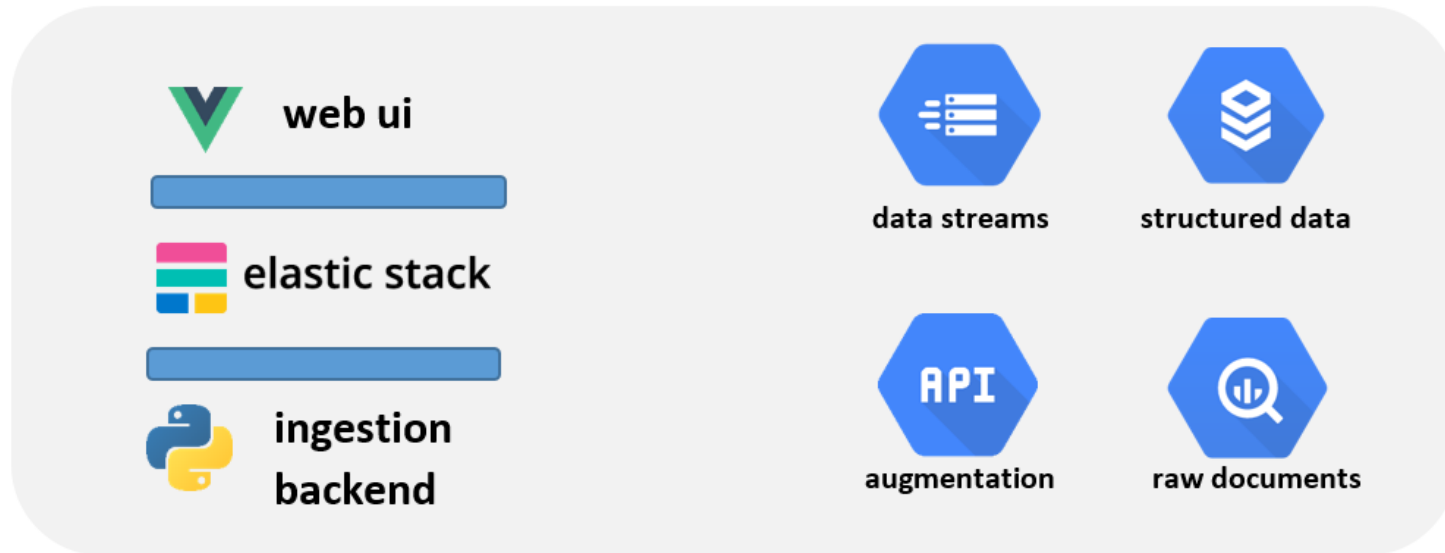 web ui
elastic stack
ingestion
backend
data streams
structured data
API
augmentation
raw documents